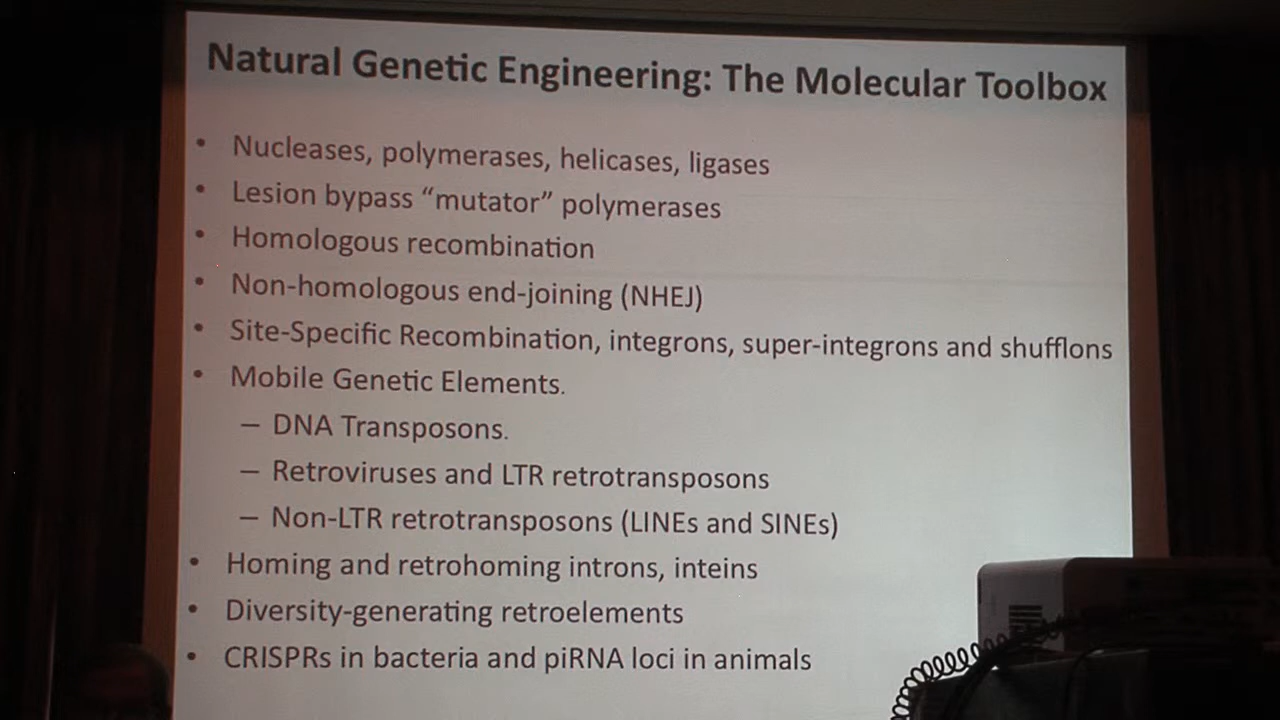 Natural Genetic Engineering: The Molecular Toolbox
• Nucleases, polymerases, helicases, ligases
• Lesion bypass “mutator” polymerases
• Homologous recombination
• Non-homologous end-joining (NHEJ)
• Site-Specific Recombination, integrons, super-integrons and shufflons
• Mobile Genetic Elements.
– DNA Transposons.
– Retroviruses and LTR retrotransposons
– Non-LTR retrotransposons (LINEs and SINEs)
• Homing and retrohoming introns, inteins
• Diversity-generating retroelements
• CRISPRs in bacteria and piRNA loci in animals